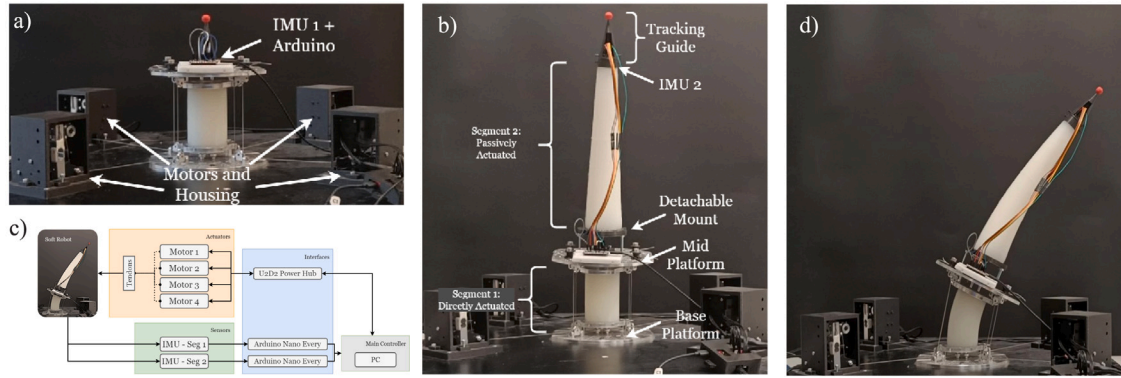 a)
IMU 1 +
Arduino
Motors and
Housing
b)
Tracking
Guide
IMU 2
Segment 2:
Passively
Actuated
Detachable
Mount
Mid
Platform
Segment 1:
Directly Actuated
Base
Platform
c)
Soft Robot
Tendons
Actuators
Motor 1
Motor 2
Motor 3
Motor 4
Interfaces
U2D2 Power Hub
Sensors
IMU - Seg 1
IMU - Seg 2
Arduino Nano Every
Arduino Nano Every
Main Controller
PC
d)